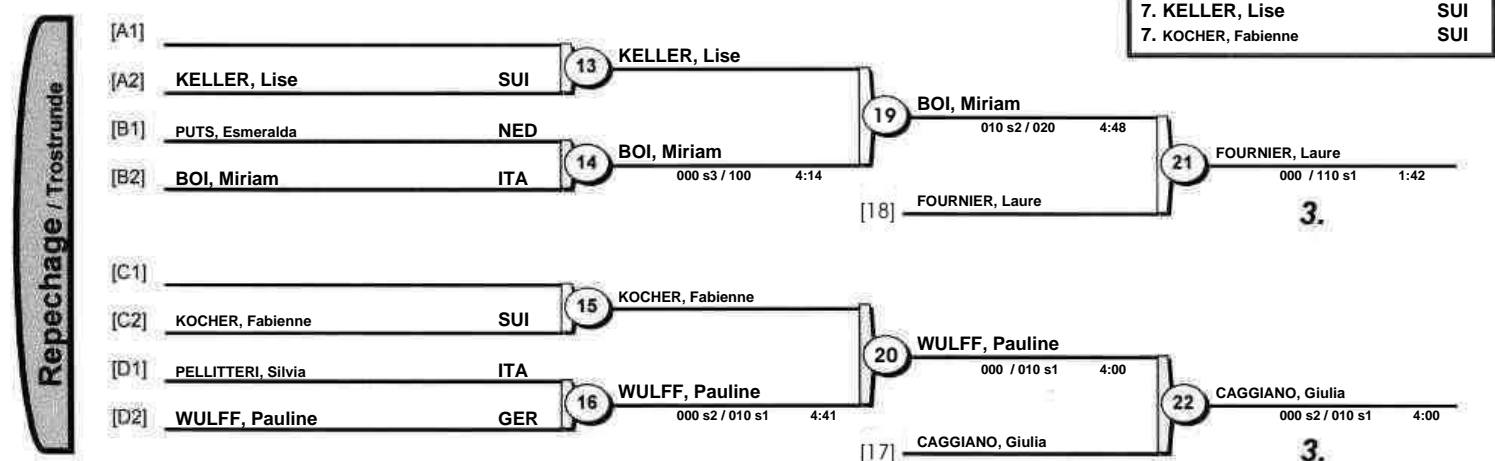 7. KELLER, Lise SUI
7. KOCHER, Fabienne SUI
Repechage / Trostrunde
[A1]
13 KELLER, Lise
[A2] KELLER, Lise SUI
19 BOI, Miriam
010 s2 / 020 4:48
[B1] PUTS, Esmeralda NED
14 BOI, Miriam
000 s3 / 100 4:14
21 FOURNIER, Laure
000 / 110 s1 1:42
[B2] BOI, Miriam ITA
[18] FOURNIER, Laure
3.
[C1]
15 KOCHER, Fabienne
[C2] KOCHER, Fabienne SUI
20 WULFF, Pauline
000 / 010 s1 4:00
[D1] PELLITTERI, Silvia ITA
16 WULFF, Pauline
000 s2 / 010 s1 4:41
22 CAGGIANO, Giulia
000 s2 / 010 s1 4:00
[D2] WULFF, Pauline GER
[17] CAGGIANO, Giulia
3.